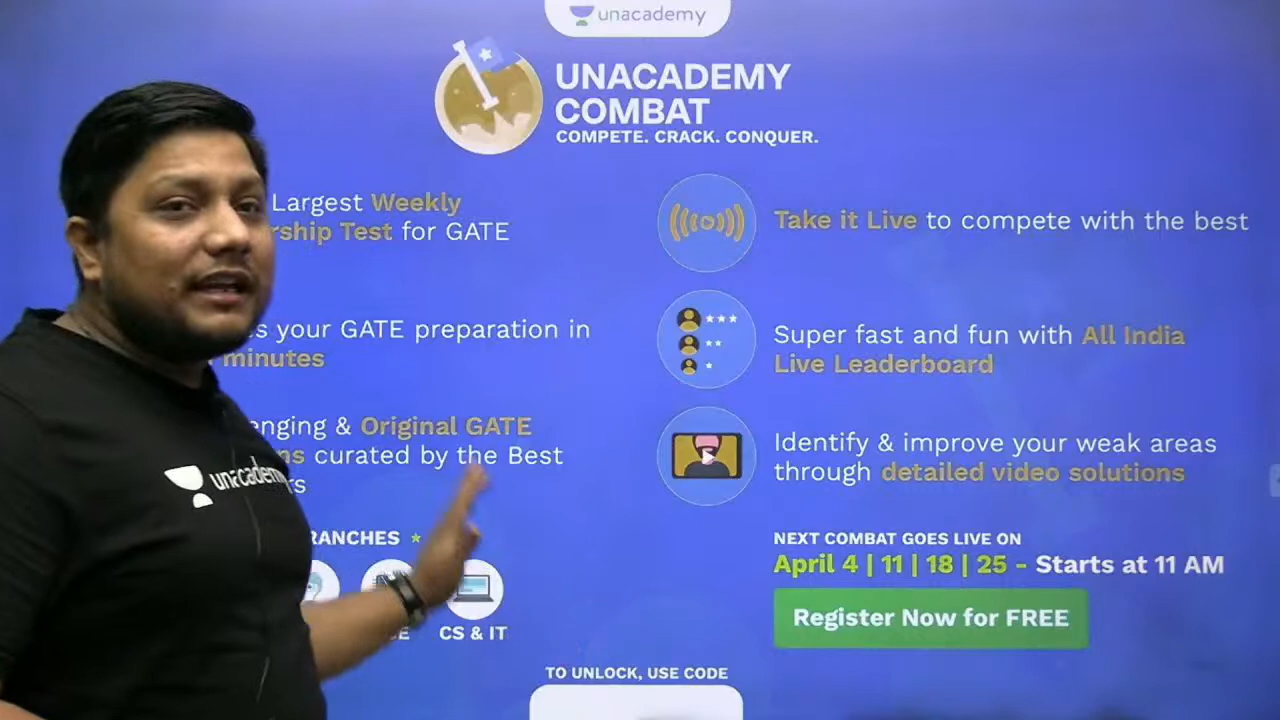 unacademy
UNACADEMY
COMBAT
COMPETE. CRACK. CONQUER.
Largest Weekly
rship Test for GATE
s your GATE preparation in
minutes
enging & Original GATE
ns curated by the Best
rs
RANCHES
CE
CS & IT
Take it Live to compete with the best
Super fast and fun with All India
Live Leaderboard
Identify & improve your weak areas
through detailed video solutions
NEXT COMBAT GOES LIVE ON
April 4 | 11 | 18 | 25 - Starts at 11 AM
Register Now for FREE
TO UNLOCK, USE CODE
unacademy